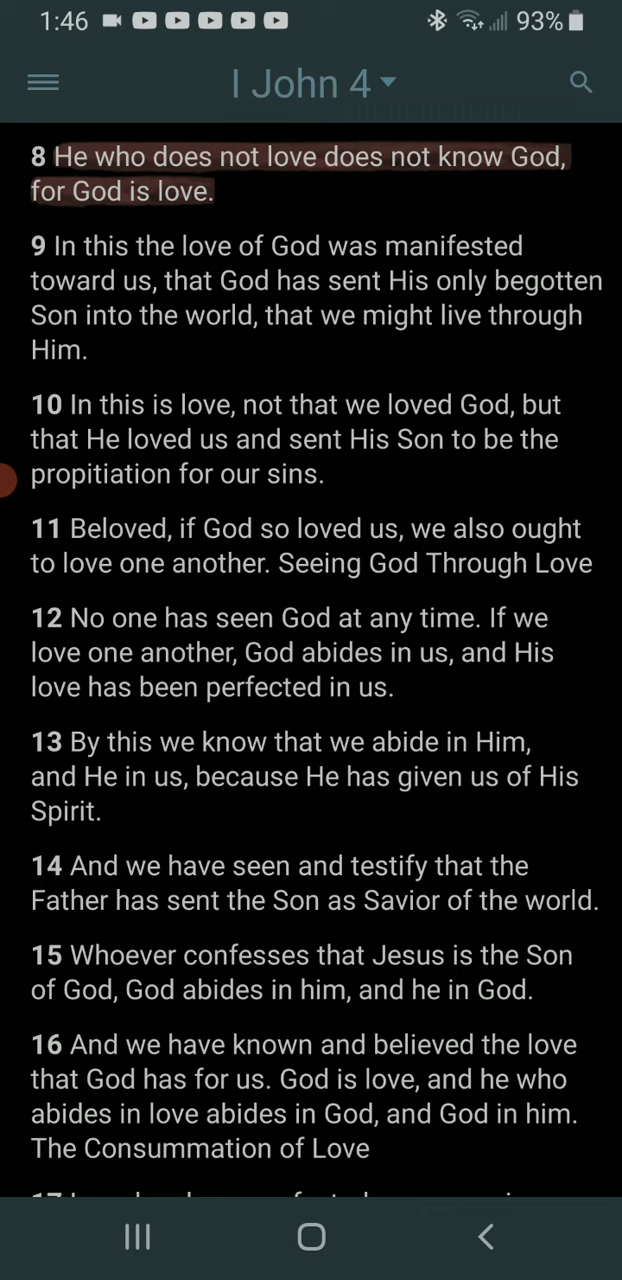 1:46 93%
I John 4
8 He who does not love does not know God,
for God is love.
9 In this the love of God was manifested
toward us, that God has sent His only begotten
Son into the world, that we might live through
Him.
10 In this is love, not that we loved God, but
that He loved us and sent His Son to be the
propitiation for our sins.
11 Beloved, if God so loved us, we also ought
to love one another. Seeing God Through Love
12 No one has seen God at any time. If we
love one another, God abides in us, and His
love has been perfected in us.
13 By this we know that we abide in Him,
and He in us, because He has given us of His
Spirit.
14 And we have seen and testify that the
Father has sent the Son as Savior of the world.
15 Whoever confesses that Jesus is the Son
of God, God abides in him, and he in God.
16 And we have known and believed the love
that God has for us. God is love, and he who
abides in love abides in God, and God in him.
The Consummation of Love